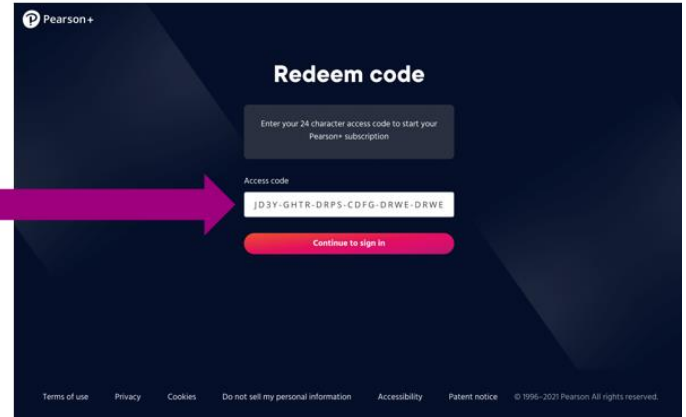 Pearson+
Redeem code
Enter your 24 character access code to start your
Pearson+ subscription
Access code
JD3Y-GHTR-DRPS-CDFG-DRWE-DRWE
Continue to sign in
Terms of use Privacy Cookies Do not sell my personal information Accessibility Patent notice © 1996–2021 Pearson All rights reserved.